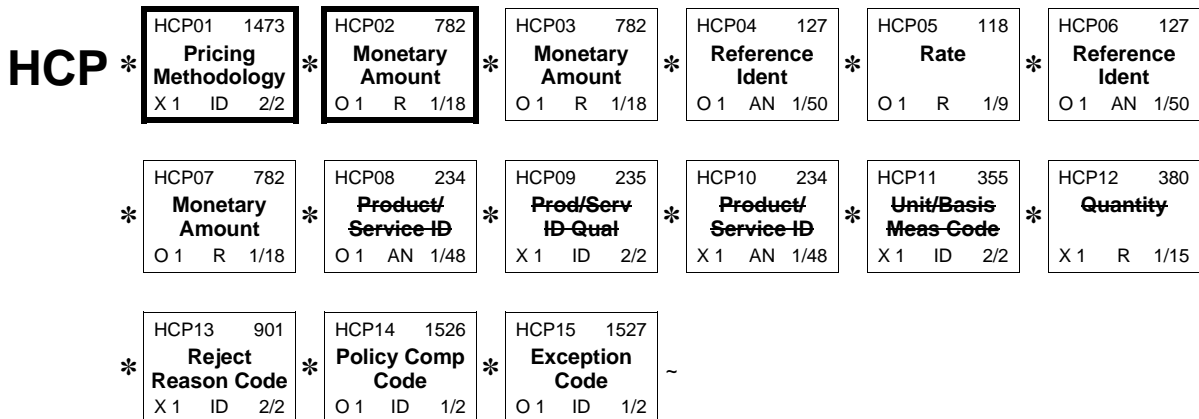 HCP01 1473 HCP02 782 HCP03 782 HCP04 127 HCP05 118 HCP06 127
HCP * Pricing * Monetary * Monetary * Reference * Rate * Reference
Methodology Amount Amount Ident Ident
X 1 ID 2/2 O 1 R 1/18 O 1 R 1/18 O 1 AN 1/50 O 1 R 1/9 O 1 AN 1/50
HCP07 782 HCP08 234 HCP09 235 HCP10 234 HCP11 355 HCP12 380
* Monetary * Product/ * Prod/Serv * Product/ * Unit/Basis * Quantity
Amount Service ID ID Qual Service ID Meas Code
O 1 R 1/18 O 1 AN 1/48 X 1 ID 2/2 X 1 AN 1/48 X 1 ID 2/2 X 1 R 1/15
HCP13 901 HCP14 1526 HCP15 1527
* Reject * Policy Comp * Exception ~
Reason Code Code Code
X 1 ID 2/2 O 1 ID 1/2 O 1 ID 1/2